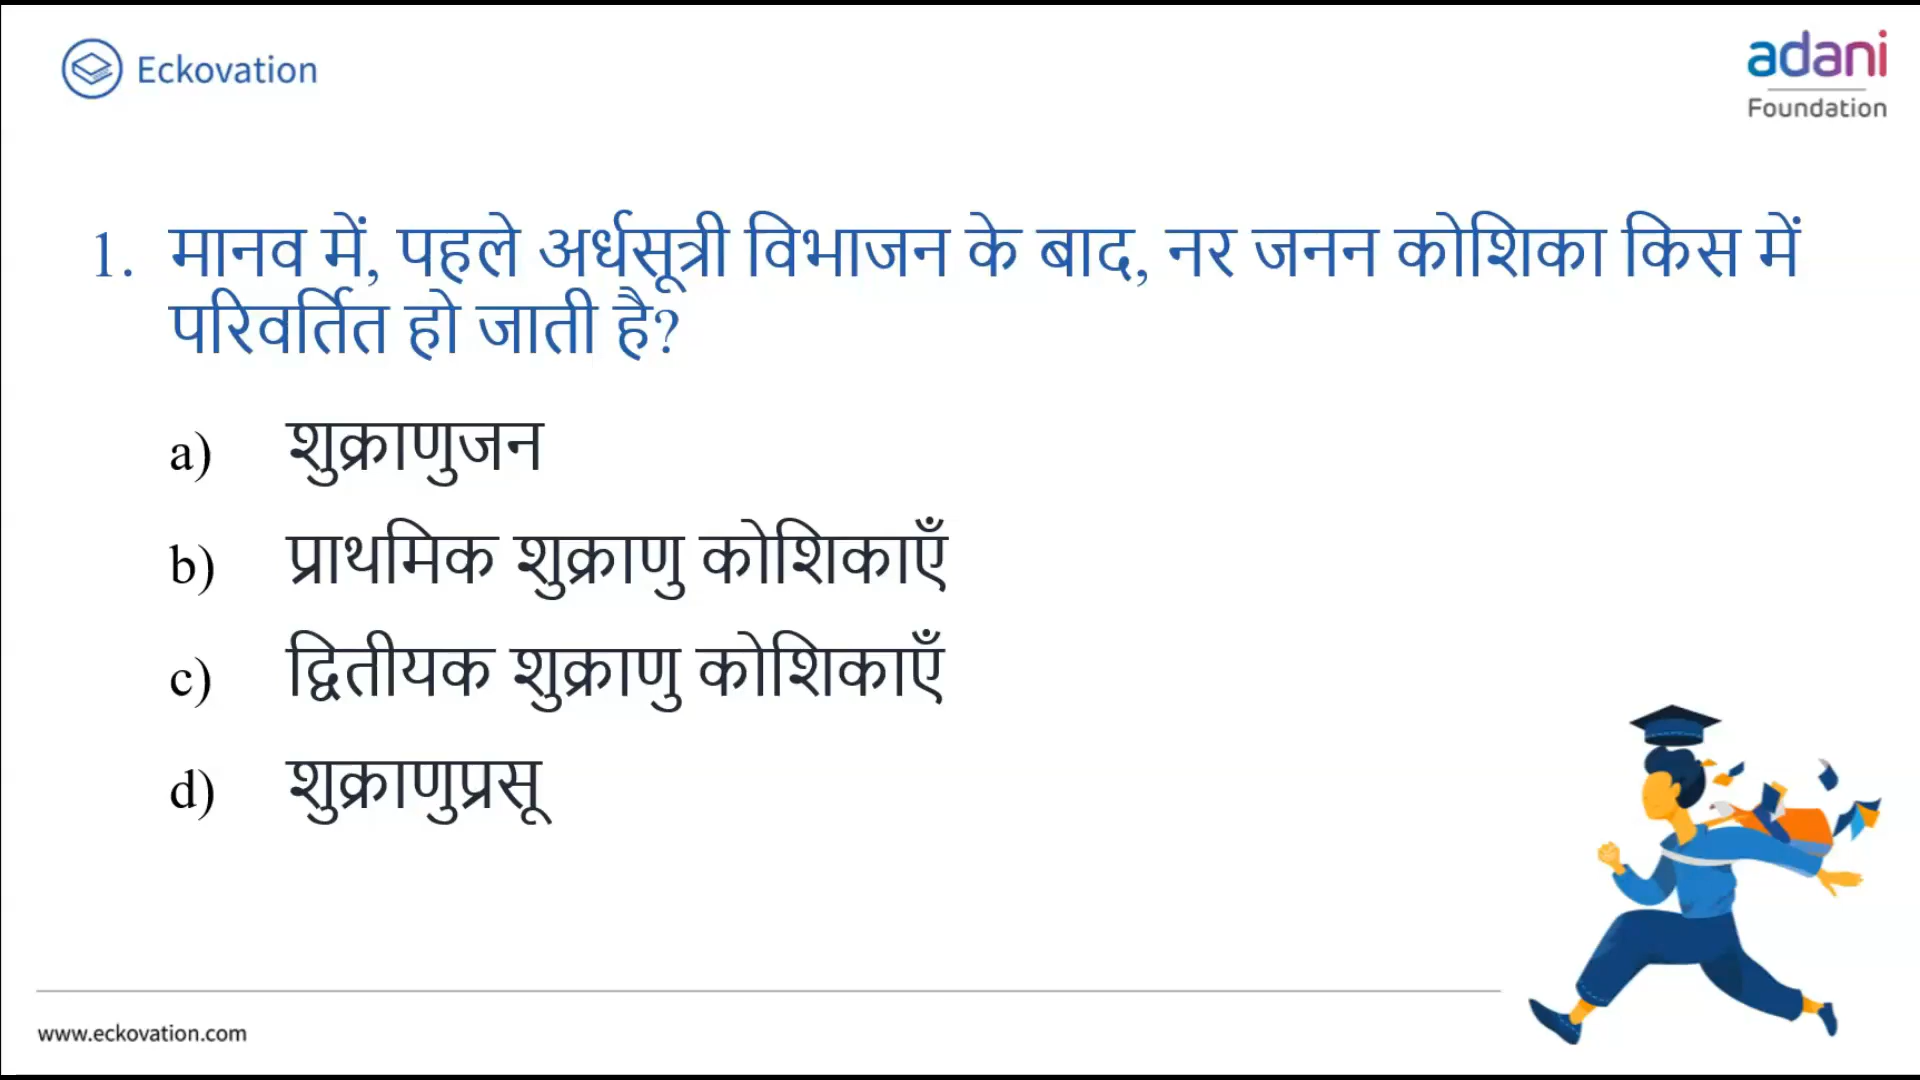 Eckovation
adani
Foundation
1. मानव में, पहले अर्धसूत्री विभाजन के बाद, नर जनन कोशिका किस में
परिवर्तित हो जाती है?
a) शुक्राणुजन
b) प्राथमिक शुक्राणु कोशिकाएँ
c) द्वितीयक शुक्राणु कोशिकाएँ
d) शुक्राणुप्रसू
www.eckovation.com